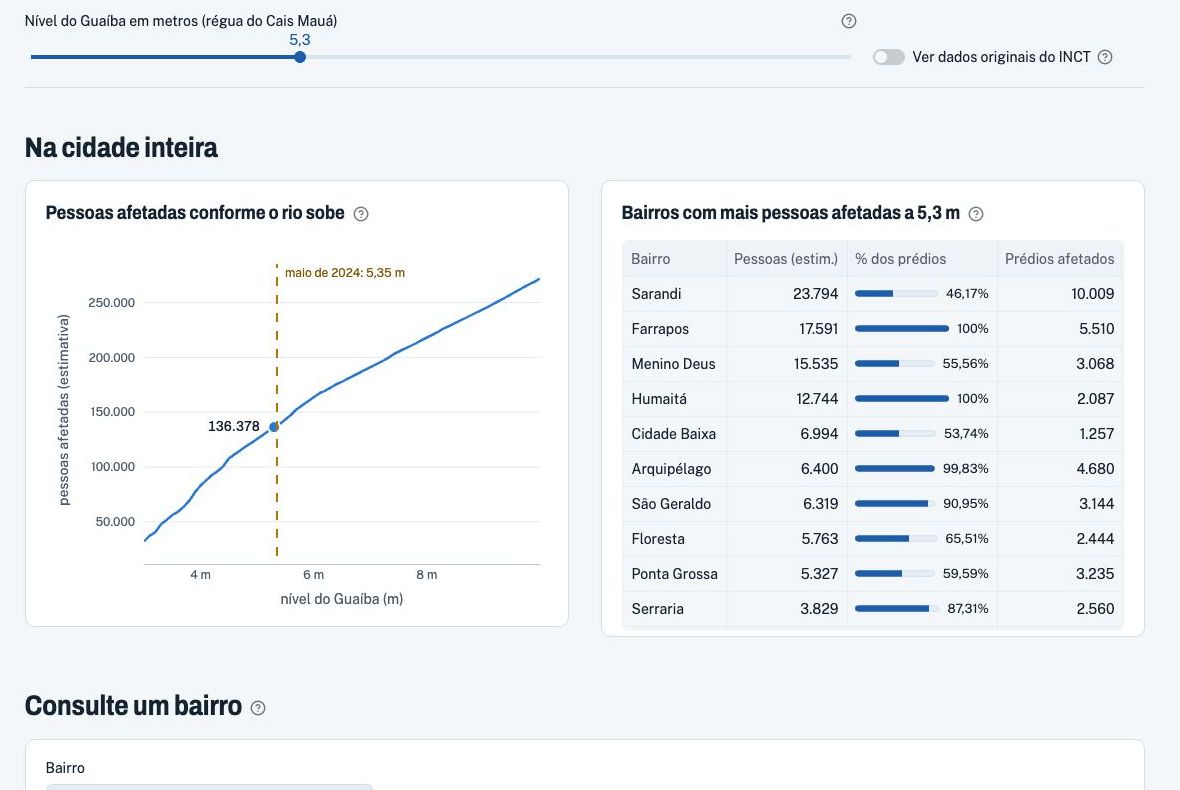 Nível do Guaíba em metros (régua do Cais Mauá)
?
5,3
Ver dados originais do INCT ?
Na cidade inteira
Pessoas afetadas conforme o rio sobe ?
maio de 2024: 5,35 m
250.000
200.000
150.000
136.378
100.000
50.000
pessoas afetadas (estimativa)
4 m
6 m
8 m
nível do Guaíba (m)
Bairros com mais pessoas afetadas a 5,3 m ?
Bairro Pessoas (estim.) % dos prédios Prédios afetados
Sarandi 23.794 46,17% 10.009
Farrapos 17.591 100% 5.510
Menino Deus 15.535 55,56% 3.068
Humaitá 12.744 100% 2.087
Cidade Baixa 6.994 53,74% 1.257
Arquipélago 6.400 99,83% 4.680
São Geraldo 6.319 90,95% 3.144
Floresta 5.763 65,51% 2.444
Ponta Grossa 5.327 59,59% 3.235
Serraria 3.829 87,31% 2.560
Consulte um bairro ?
Bairro